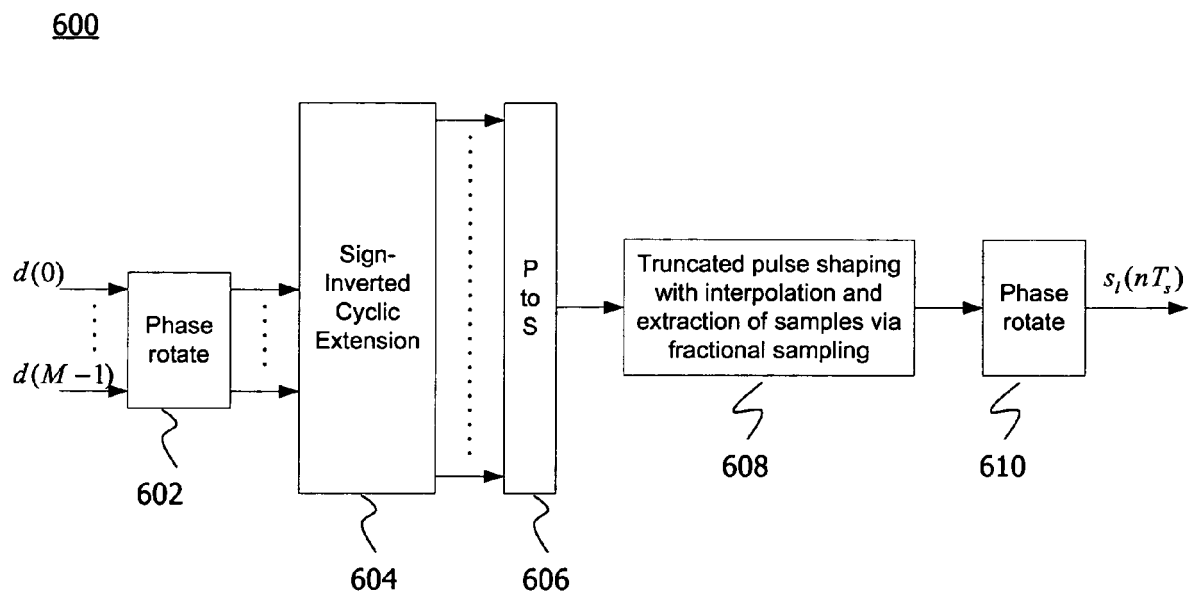 600
d(0)
d(M-1)
Phase
rotate
602
Sign-
Inverted
Cyclic
Extension
604
P
to
S
606
Truncated pulse shaping
with interpolation and
extraction of samples via
fractional sampling
608
Phase
rotate
610
s_l(nT_s)